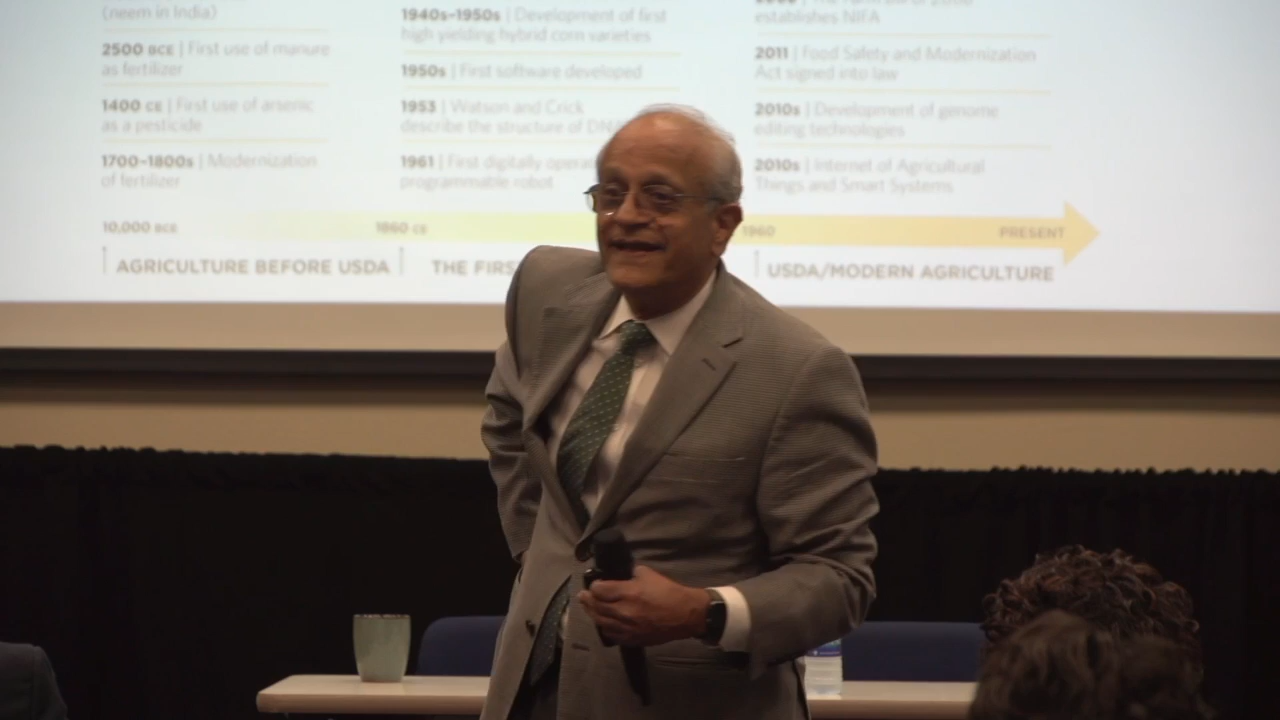 (neem in India)
2500 BCE | First use of manure
as fertilizer
1400 CE | First use of arsenic
as a pesticide
1700–1800s | Modernization
of fertilizer
1940s–1950s | Development of first
high yielding hybrid corn varieties
1950s | First software developed
1953 | Watson and Crick
describe the structure of DNA
1961 | First digitally
programmable robot
establishes NIFA
2011 | Food Safety and Modernization
Act signed into law
2010s | Development of genome
editing technologies
2010s | Internet of Agricultural
Things and Smart Systems
10,000 BCE
1860 CE
1960
PRESENT
AGRICULTURE BEFORE USDA
THE FIRS
USDA/MODERN AGRICULTURE